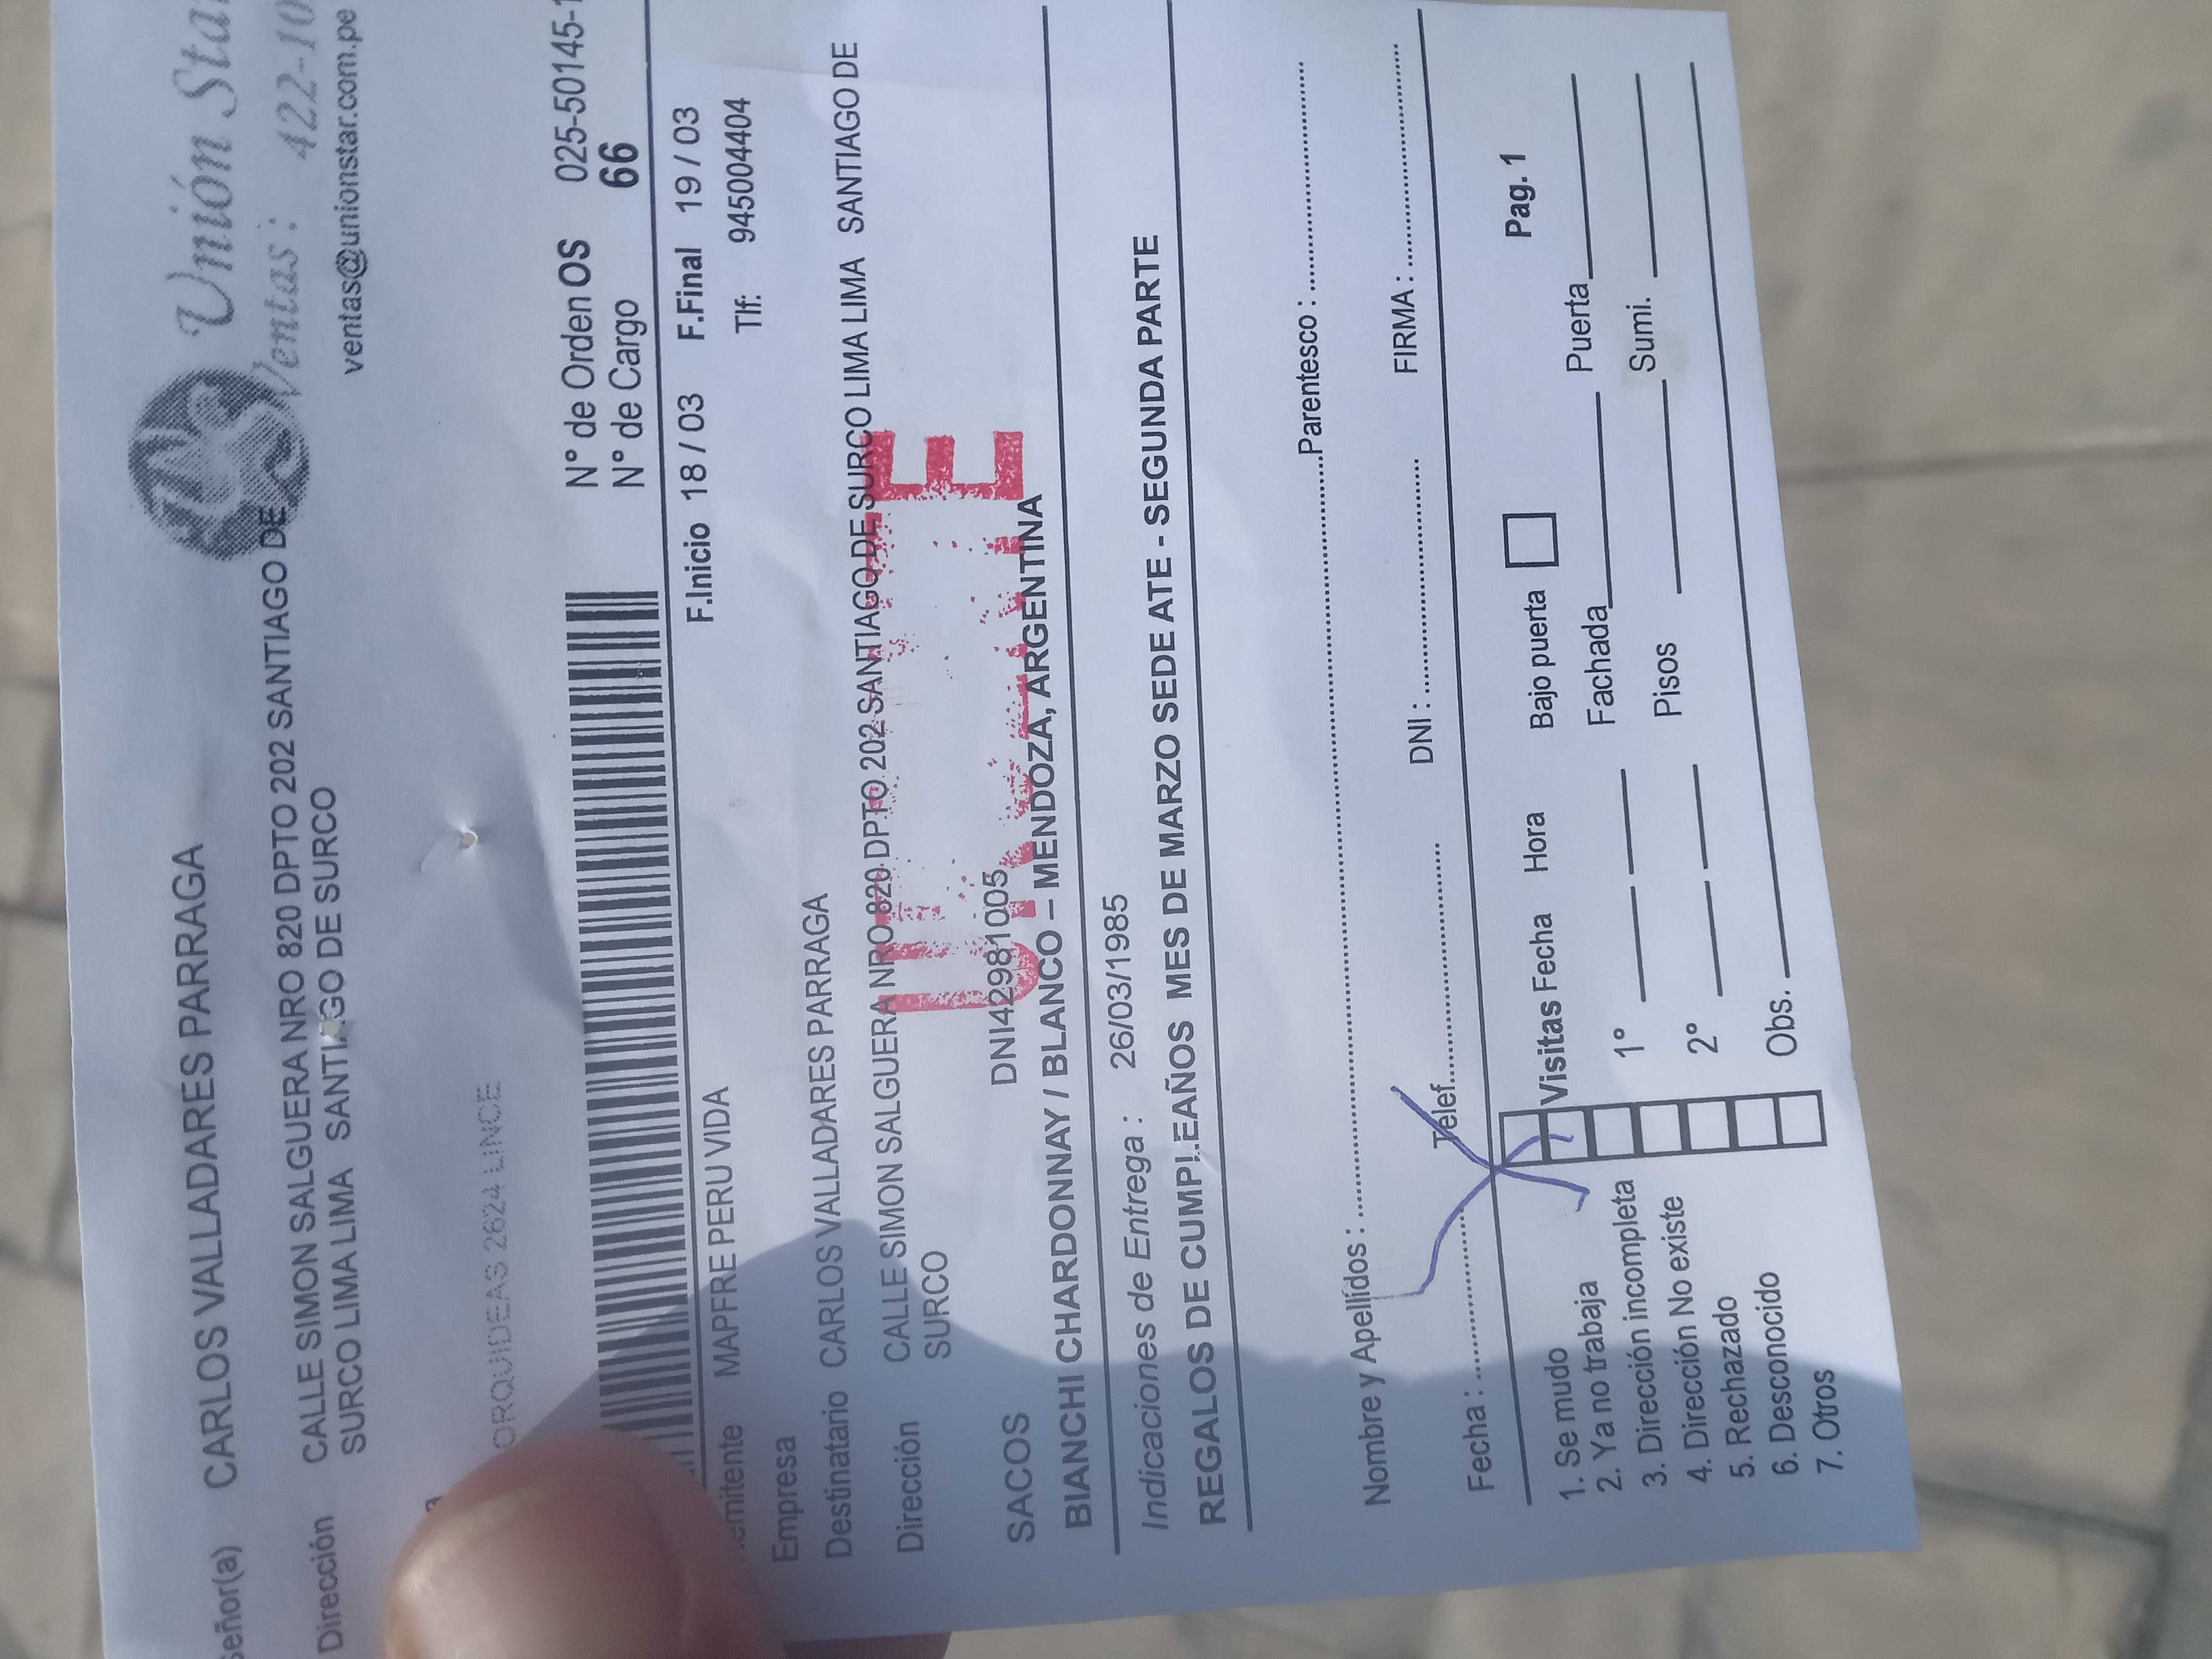 Unión Star
Ventas: 422-10
ventas@unionstar.com.pe
eñor(a) CARLOS VALLADARES PARRAGA
Dirección CALLE SIMON SALGUERA NRO 820 DPTO 202 SANTIAGO DE
SURCO LIMA LIMA SANTIAGO DE SURCO
ORQUIDEAS 2624 LINCE
N° de Orden OS 025-50145-1
N° de Cargo 66
F.Inicio 18 / 03 F.Final 19 / 03
emitente MAPFRE PERU VIDA Tlf: 945004404
Empresa
Destinatario CARLOS VALLADARES PARRAGA
Dirección CALLE SIMON SALGUERA NRO 820 DPTO 202 SANTIAGO DE SURCO LIMA LIMA SANTIAGO DE
SURCO
SACOS DNI42981005
BIANCHI CHARDONNAY / BLANCO – MENDOZA, ARGENTINA
Indicaciones de Entrega : 26/03/1985
REGALOS DE CUMPLEAÑOS MES DE MARZO SEDE ATE - SEGUNDA PARTE
Nombre y Apellídos : Parentesco :
Fecha : Telef. DNI : FIRMA :
1. Se mudo Visitas Fecha Hora Bajo puerta Pag. 1
2. Ya no trabaja 1° Fachada Puerta
3. Dirección incompleta
4. Dirección No existe 2° Pisos Sumi.
5. Rechazado
6. Desconocido Obs.
7. Otros